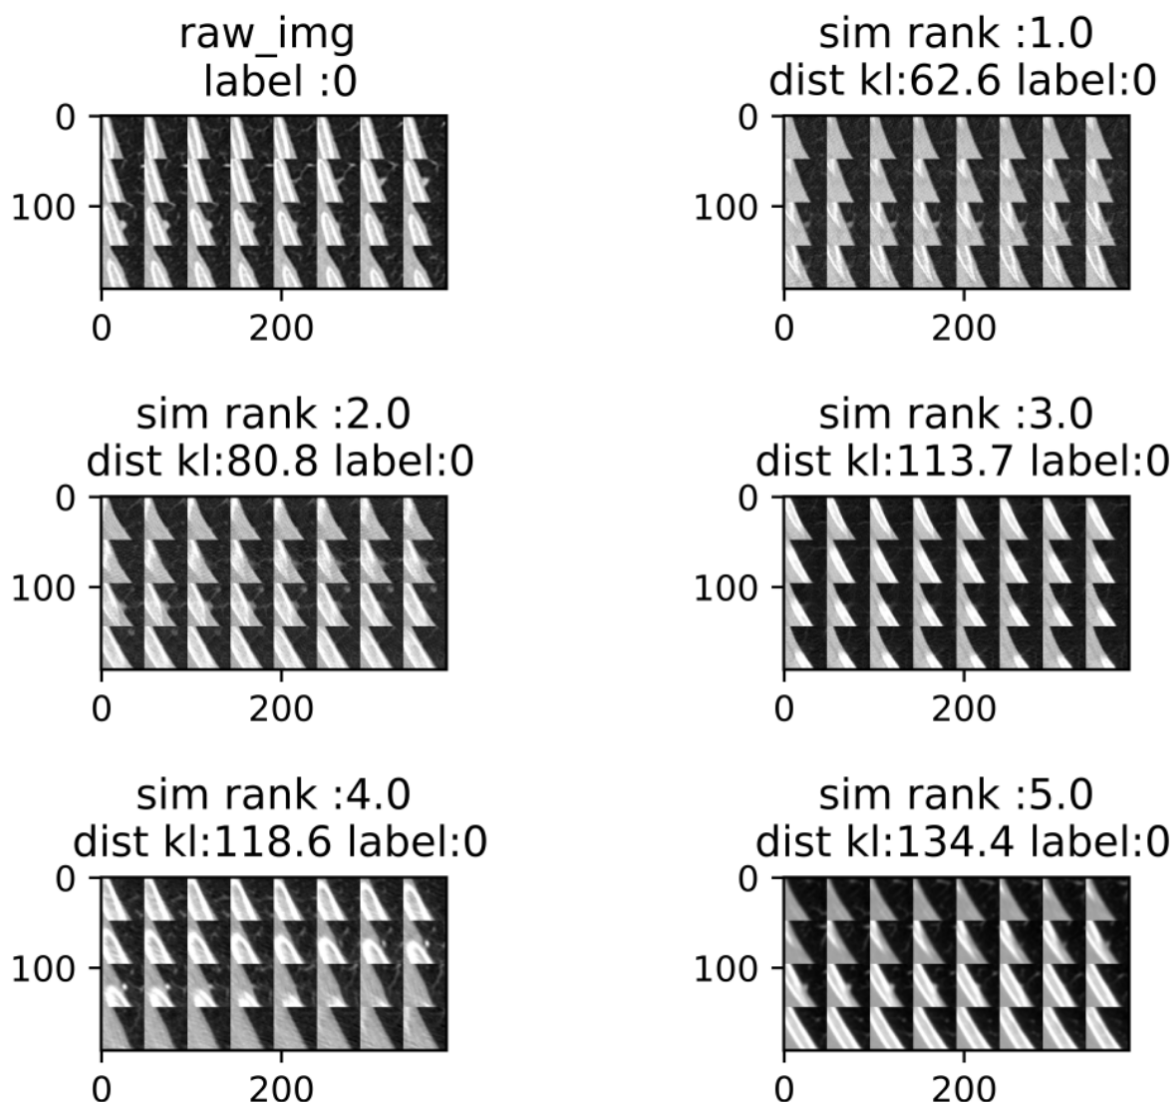 raw_img
label :0
0
100
0
200
sim rank :1.0
dist kl:62.6 label:0
0
100
0
200
sim rank :2.0
dist kl:80.8 label:0
0
100
0
200
sim rank :3.0
dist kl:113.7 label:0
0
100
0
200
sim rank :4.0
dist kl:118.6 label:0
0
100
0
200
sim rank :5.0
dist kl:134.4 label:0
0
100
0
200